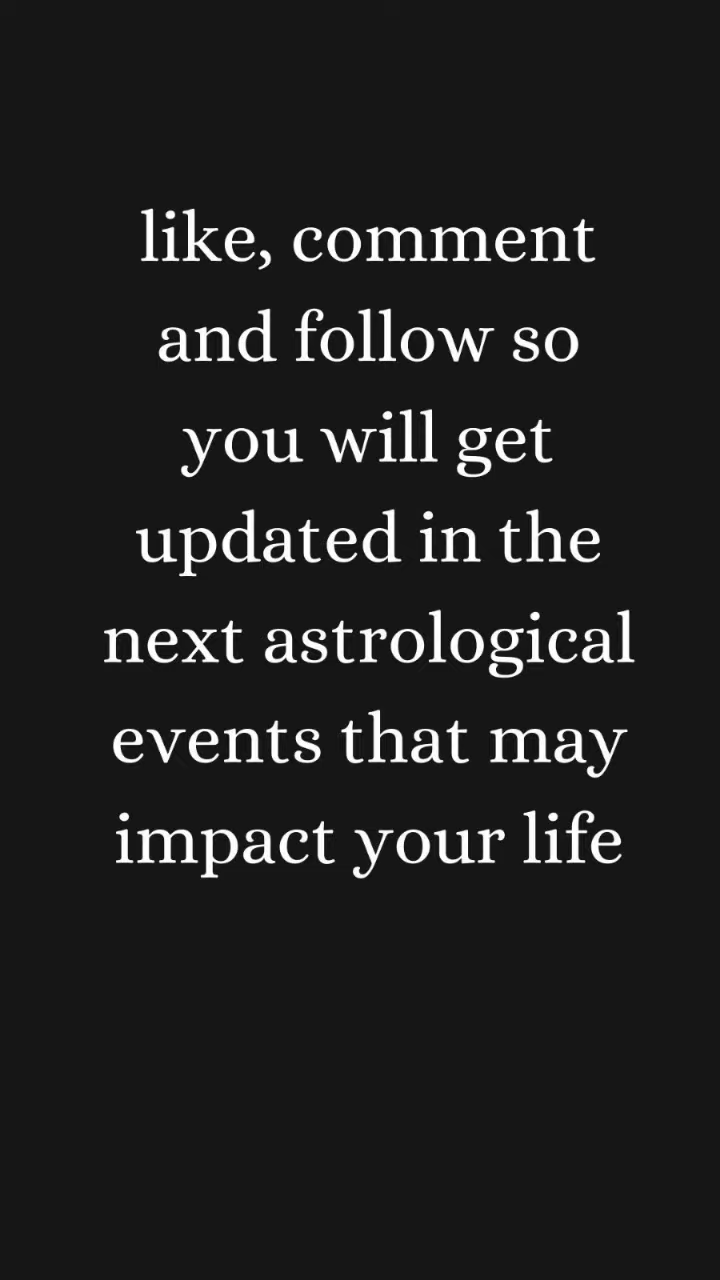 like, comment
and follow so
you will get
updated in the
next astrological
events that may
impact your life